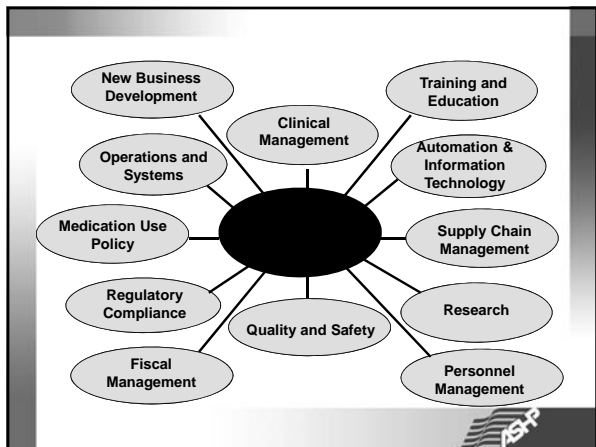 New Business
Development
Training and
Education
Clinical
Management
Operations and
Systems
Automation &
Information
Technology
Medication Use
Policy
Supply Chain
Management
Regulatory
Compliance
Quality and Safety
Research
Fiscal
Management
Personnel
Management
ASHP